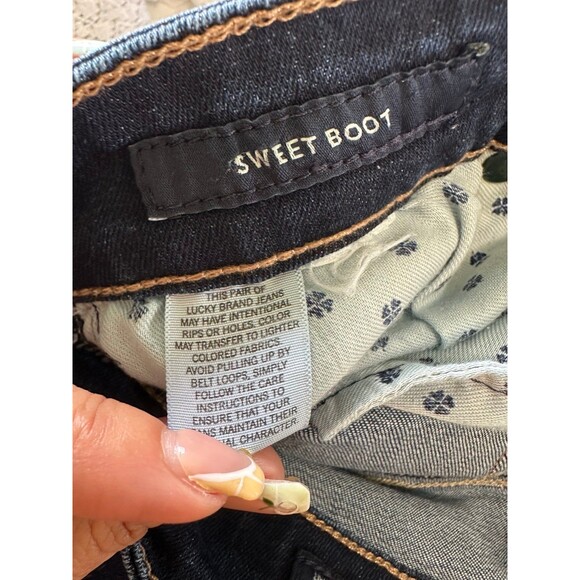 SWEET BOOT
THIS PAIR OF
LUCKY BRAND JEANS
MAY HAVE INTENTIONAL
RIPS OR HOLES. COLOR
MAY TRANSFER TO LIGHTER
COLORED FABRICS.
AVOID PULLING UP BY
BELT LOOPS, SIMPLY
FOLLOW THE CARE
INSTRUCTIONS TO
ENSURE THAT YOUR
MAINTAIN THEIR
CHARACTER.